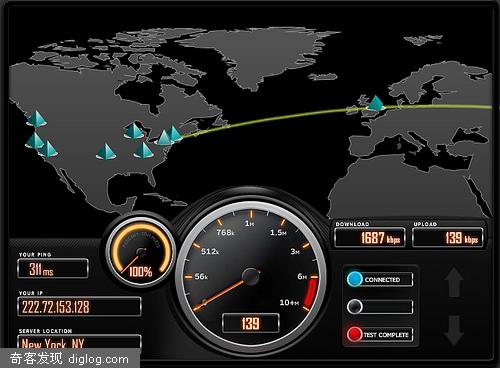 768k
1M
1.5M
512k
3M
56k
6M
0
10+M
139
100%
DOWNLOAD
1687 kbps
UPLOAD
139 kbps
YOUR PING
311 ms
YOUR IP
222.72.153.128
SERVER LOCATION
New York, NY
CONNECTED
TEST COMPLETE
奇客发现 diglog.com